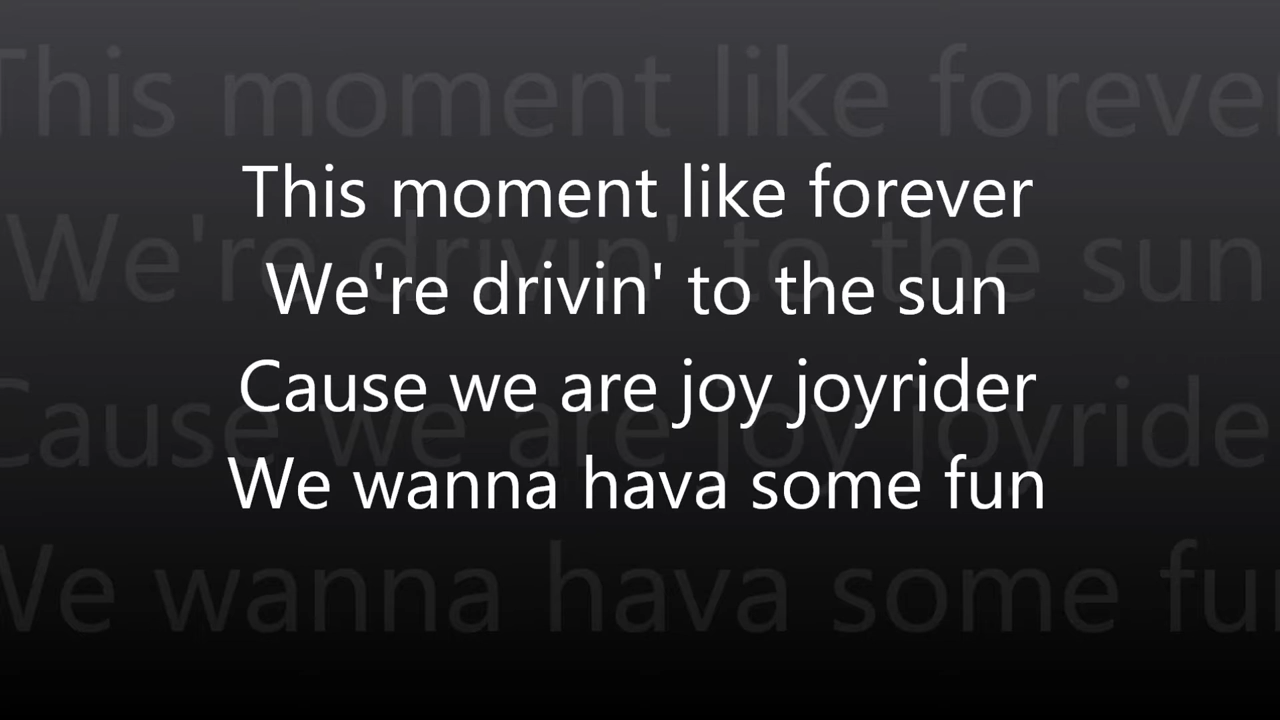 This moment like forever
We're drivin' to the sun
Cause we are joy joyrider
We wanna hava some fun